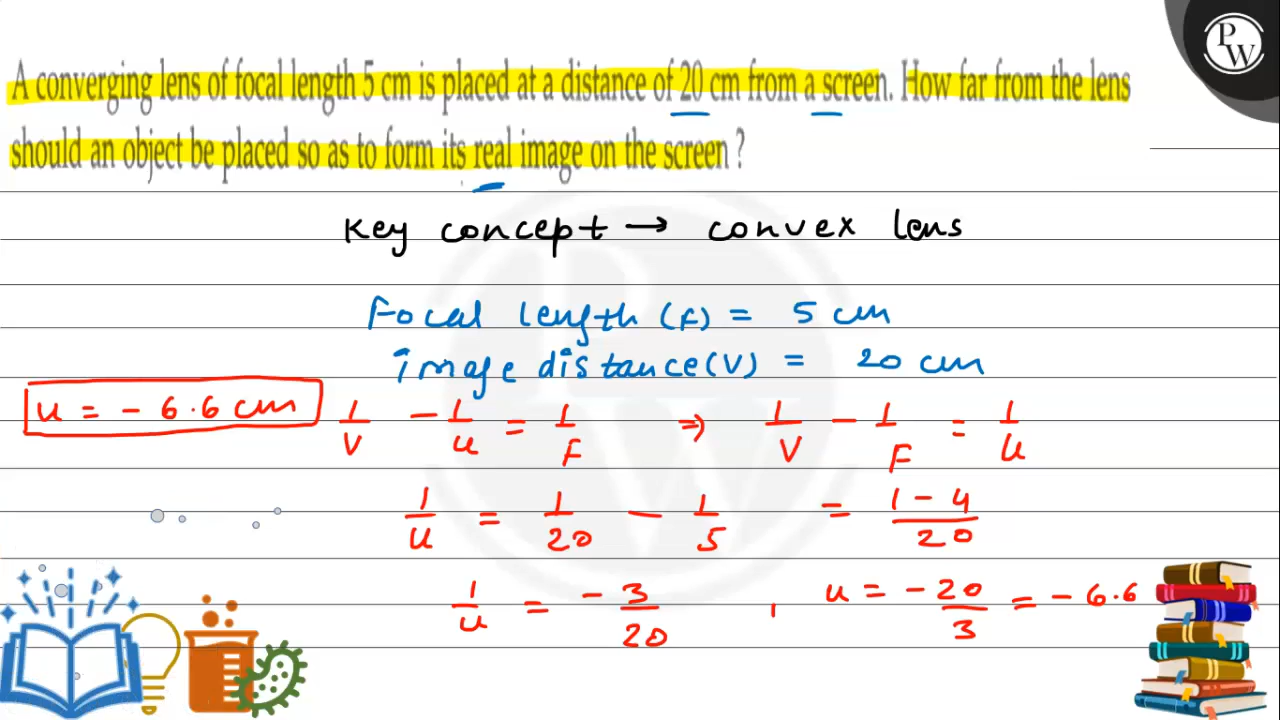 P
W
A converging lens of focal length 5 cm is placed at a distance of 20 cm from a screen. How far from the lens
should an object be placed so as to form its real image on the screen ?
Key concept → convex lens
Focal length (F) = 5 cm
image distance (V) = 20 cm
u = - 6.6 cm
1/V - 1/u = 1/F ⇒ 1/V - 1/F = 1/u
1/u = 1/20 - 1/5 = 1-4/20
1/u = -3/20 , u = -20/3 = -6.6